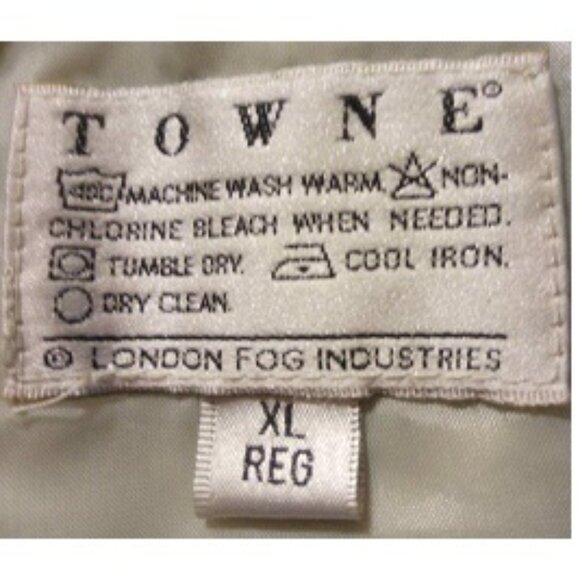 TOWNE®
40C MACHINE WASH WARM. NON-
CHLORINE BLEACH WHEN NEEDED.
TUMBLE DRY. COOL IRON.
DRY CLEAN.
© LONDON FOG INDUSTRIES
XL
REG